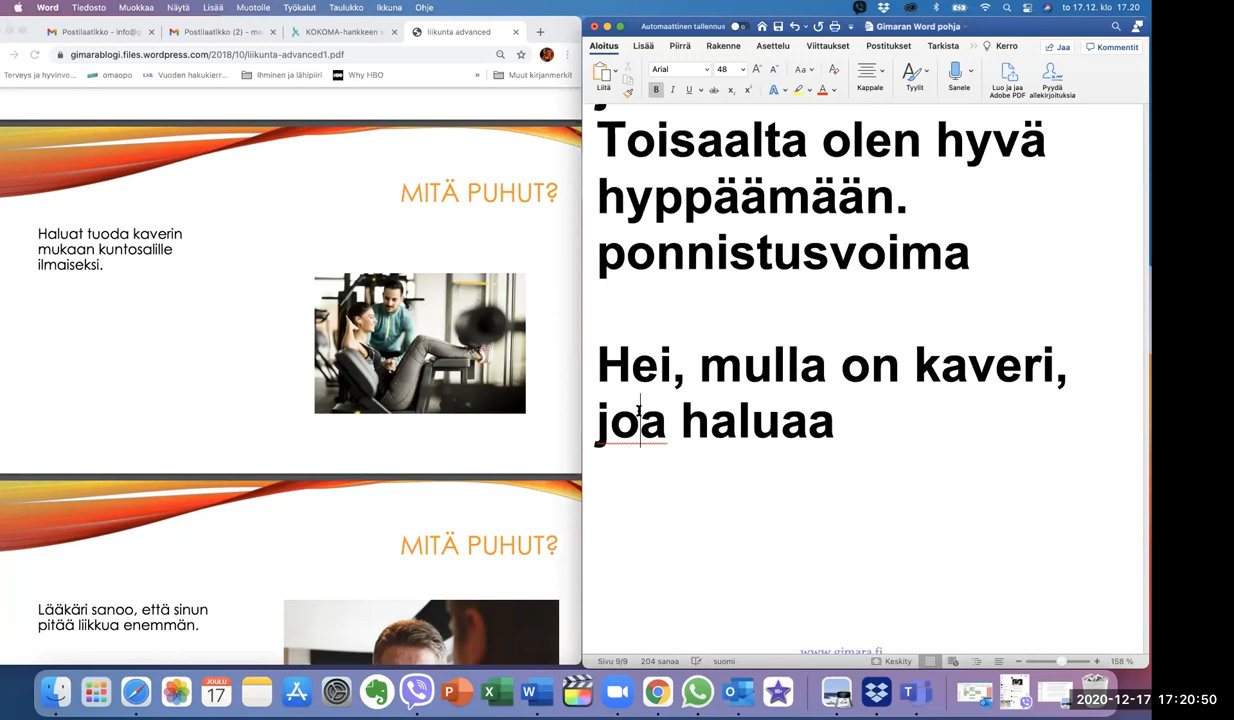 Word Tiedosto Muokkaa Näytä Lisää Muotoile Työkalut Taulukko Ikkuna Ohje
to 17.12. klo 17.20
Postilaatikko - info@g
Postilaatikko (2) - ma
KOKOMA-hankkeen v
liikunta advanced
gimarablogi.files.wordpress.com/2018/10/liikunta-advanced1.pdf
Terveys ja hyvinvo... omaopo Vuoden hakukierr... Ihminen ja lähipiiri Why HBO » Muut kirjanmerkit
MITÄ PUHUT?
Haluat tuoda kaverin
mukaan kuntosalille
ilmaiseksi.
MITÄ PUHUT?
Lääkäri sanoo, että sinun
pitää liikkua enemmän.
Automaattinen tallennus
Gimaran Word pohja
Aloitus Lisää Piirrä Rakenne Asettelu Viittaukset Postitukset Tarkista » Kerro Jaa Kommentit
Liitä
Arial 48
Kappale Tyylit Sanele
Luo ja jaa
Adobe PDF
Pyydä
allekirjoituksia
Toisaalta olen hyvä
hyppäämään.
ponnistusvoima
Hei, mulla on kaveri,
joa haluaa
www.gimara.fi
Sivu 9/9 204 sanaa suomi Keskity 158 %
JOULU
17
2020-12-17 17:20:50